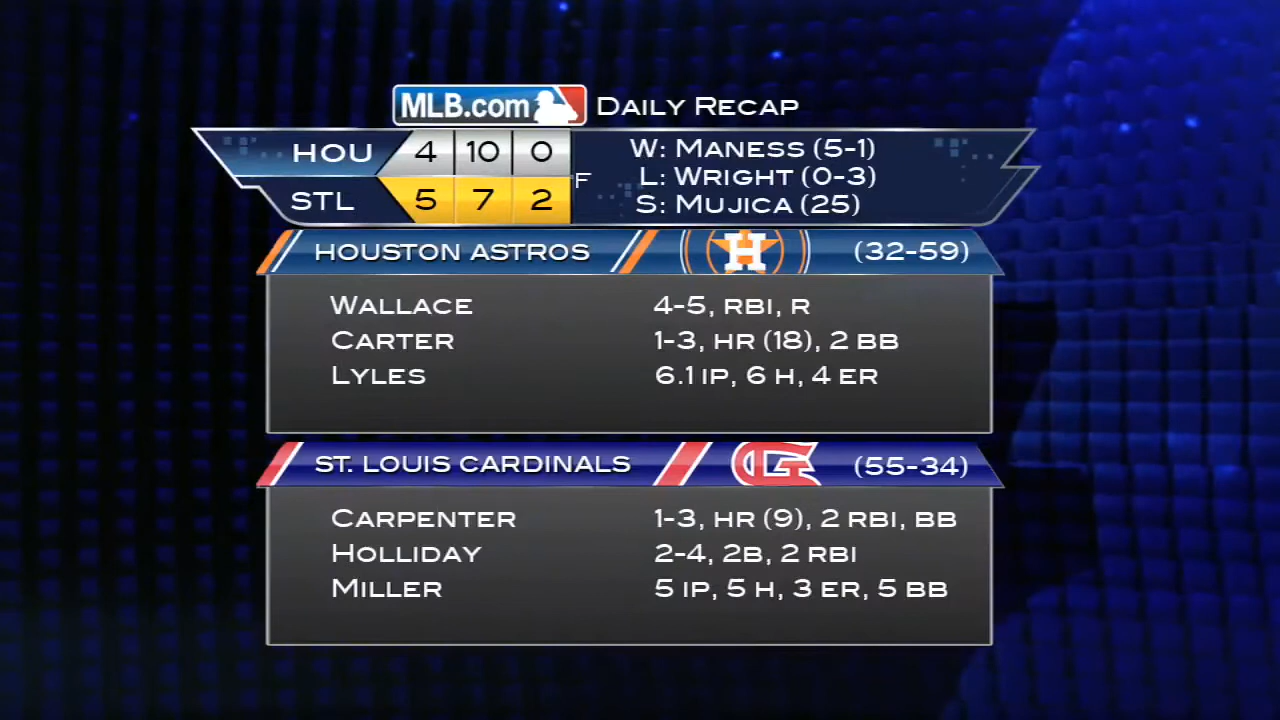 MLB.com DAILY RECAP
HOU 4 10 0
STL 5 7 2
F
W: MANESS (5-1)
L: WRIGHT (0-3)
S: MUJICA (25)
HOUSTON ASTROS H (32-59)
WALLACE 4-5, RBI, R
CARTER 1-3, HR (18), 2 BB
LYLES 6.1 IP, 6 H, 4 ER
ST. LOUIS CARDINALS (55-34)
CARPENTER 1-3, HR (9), 2 RBI, BB
HOLLIDAY 2-4, 2B, 2 RBI
MILLER 5 IP, 5 H, 3 ER, 5 BB